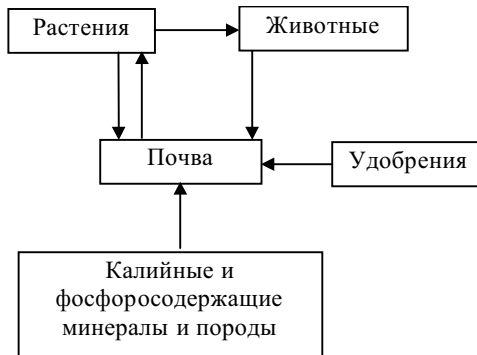 Растения
Животные
Почва
Удобрения
Калийные и
фосфоросодержащие
минералы и породы